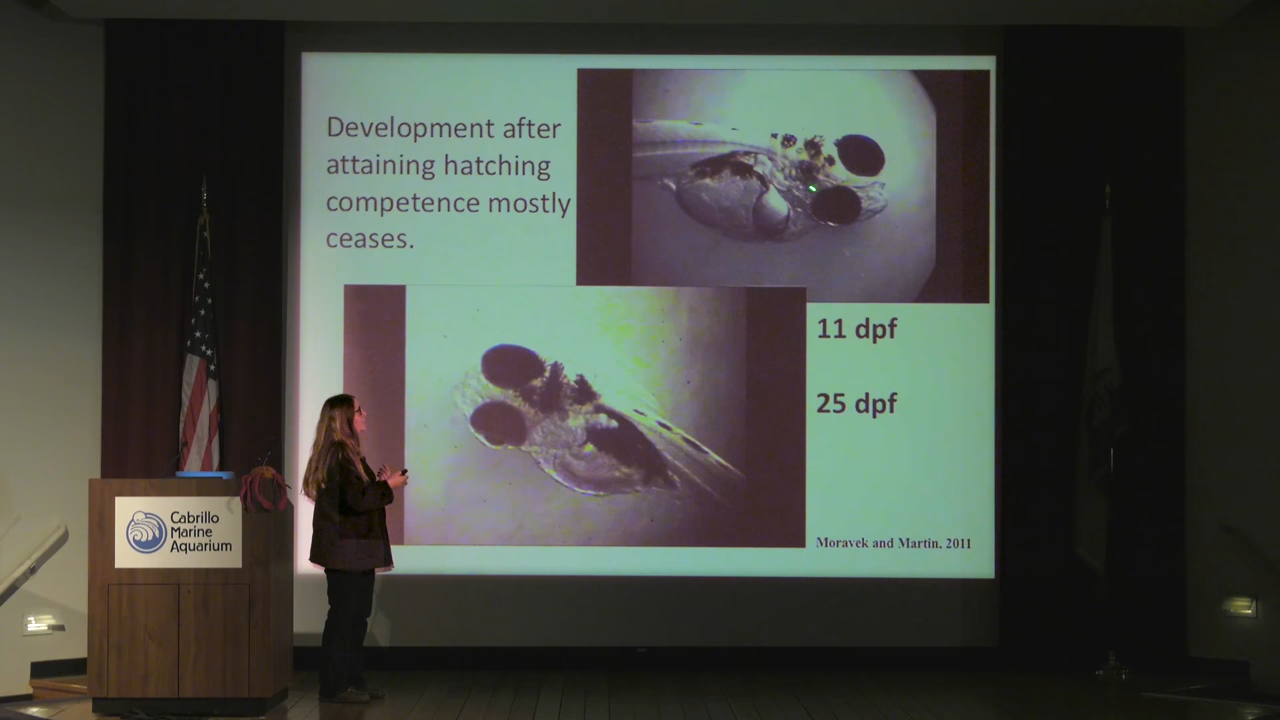 Development after
attaining hatching
competence mostly
ceases.
11 dpf
25 dpf
Moravek and Martin, 2011
Cabrillo
Marine
Aquarium